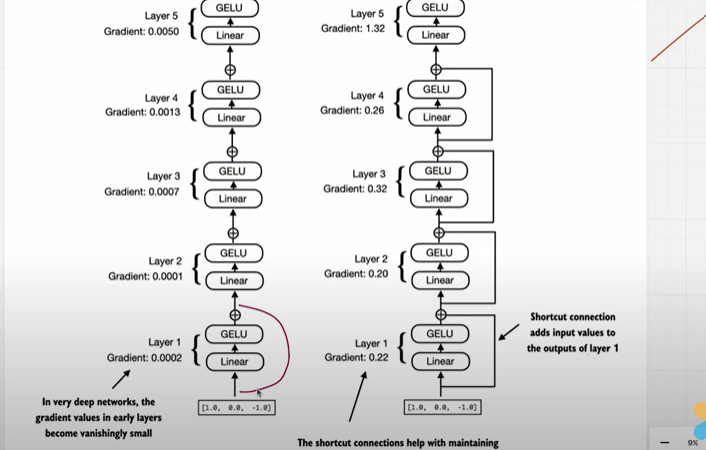 GELU
Layer 5
Gradient: 0.0050
Linear
GELU
Layer 4
Gradient: 0.0013
Linear
GELU
Layer 3
Gradient: 0.0007
Linear
GELU
Layer 2
Gradient: 0.0001
Linear
GELU
Layer 1
Gradient: 0.0002
Linear
[1.0, 0.0, -1.0]
In very deep networks, the
gradient values in early layers
become vanishingly small
GELU
Layer 5
Gradient: 1.32
Linear
GELU
Layer 4
Gradient: 0.26
Linear
GELU
Layer 3
Gradient: 0.32
Linear
GELU
Layer 2
Gradient: 0.20
Linear
GELU
Layer 1
Gradient: 0.22
Linear
[1.0, 0.0, -1.0]
Shortcut connection
adds input values to
the outputs of layer 1
The shortcut connections help with maintaining
9%